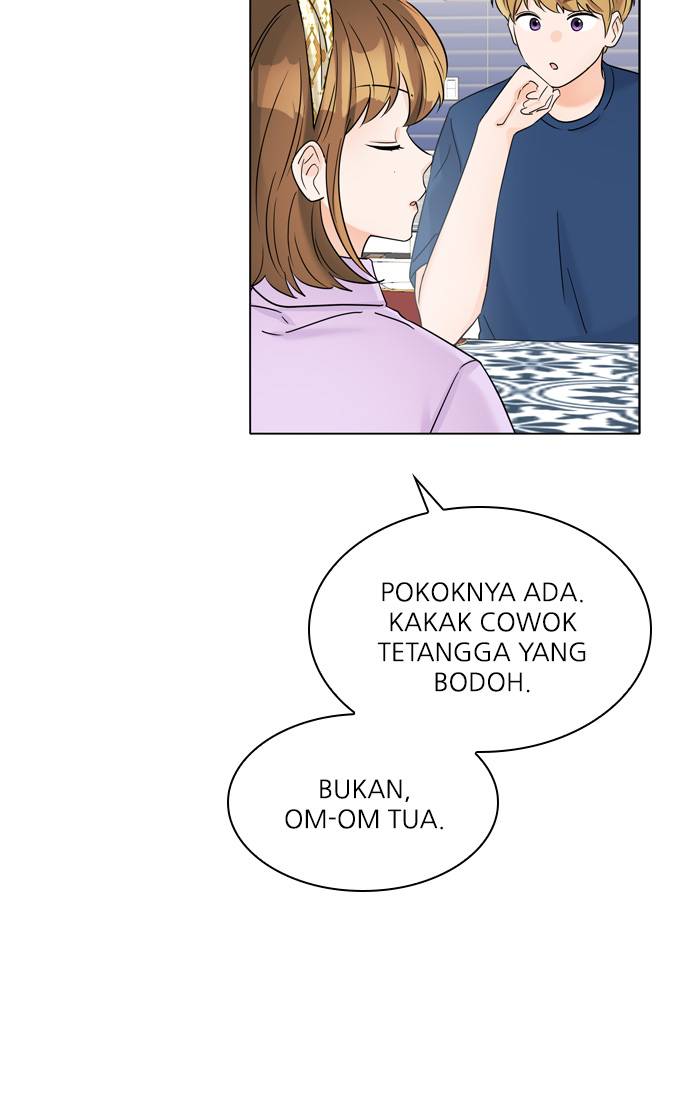 POKOKNYA ADA.
KAKAK COWOK
TETANGGA YANG
BODOH.
BUKAN,
OM-OM TUA.